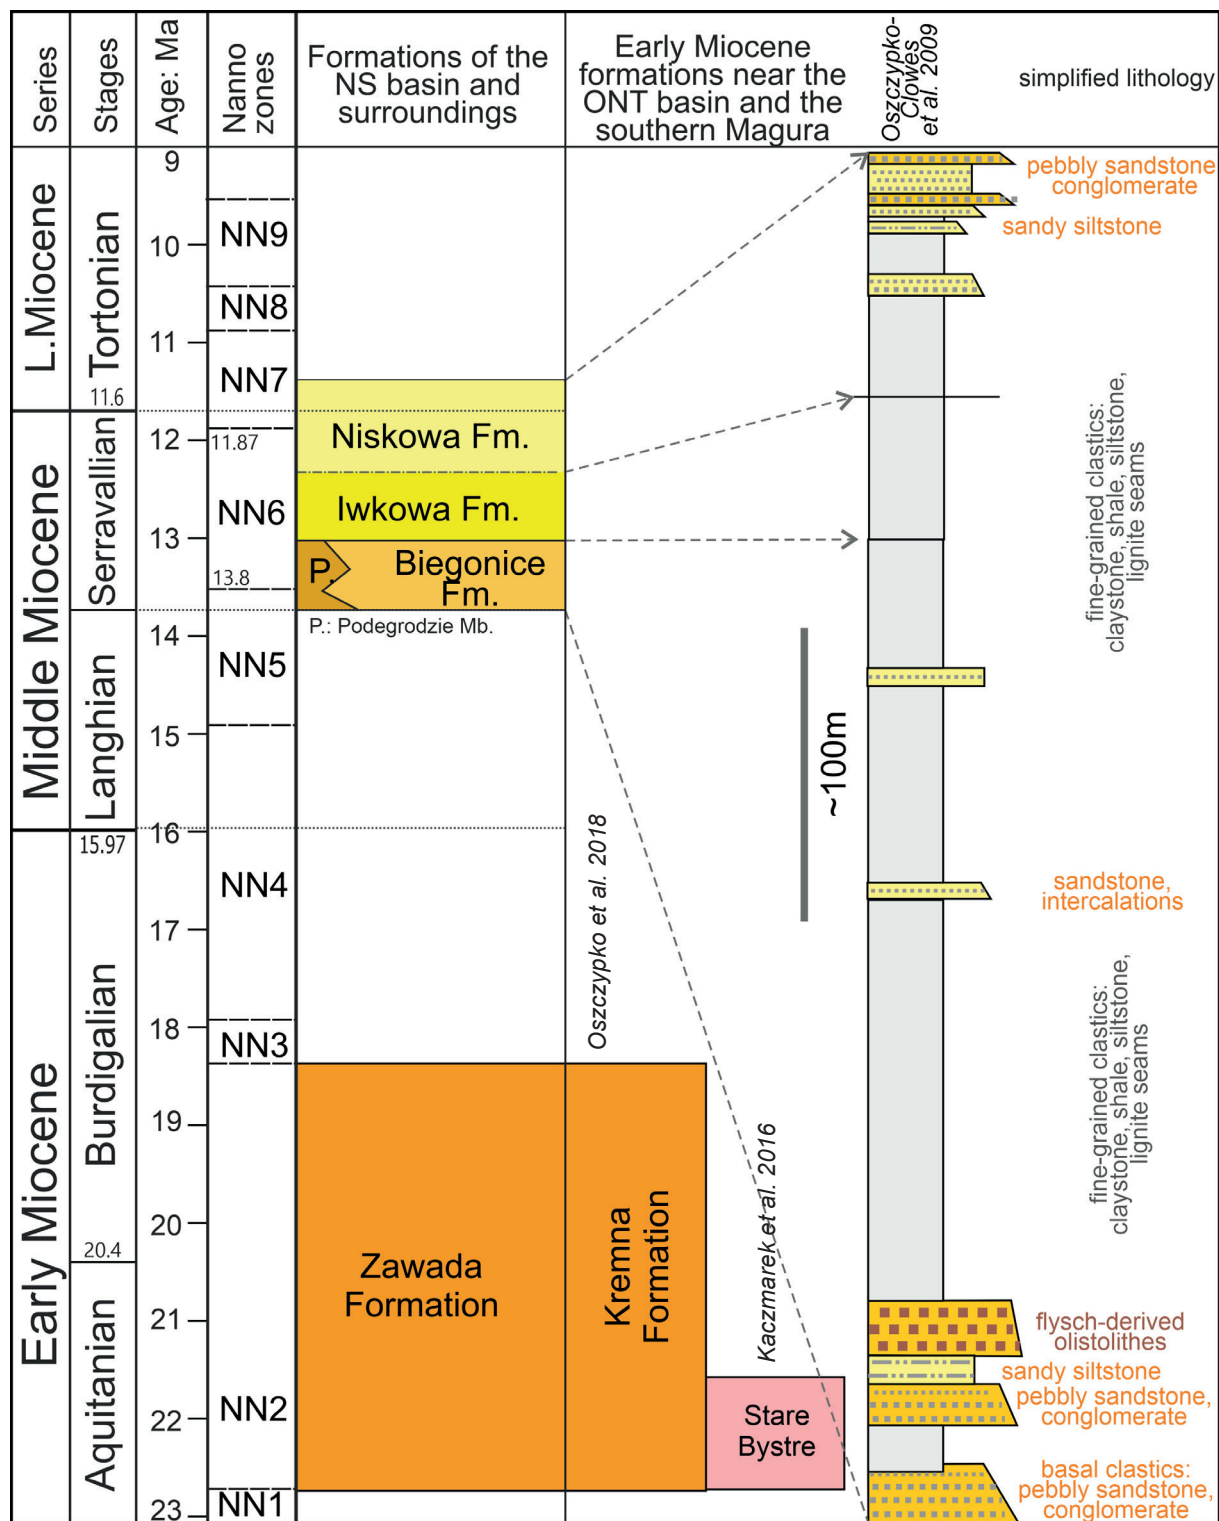 Series
Stages
Age: Ma
Nanno
zones
Formations of the
NS basin and
surroundings
Early Miocene
formations near the
ONT basin and the
southern Magura
Oszczypko-
Clowes
et al. 2009
simplified lithology
L.Miocene
Middle Miocene
Early Miocene
Tortonian
11.6
Serravallian
Langhian
15.97
Burdigalian
20.4
Aquitanian
9
10
11
12
13
14
15
16
17
18
19
20
21
22
23
NN9
NN8
NN7
11.87
NN6
13.8
NN5
NN4
NN3
NN2
NN1
Niskowa Fm.
Iwkowa Fm.
P.
Biegonice
Fm.
P.: Podegrodzie Mb.
Zawada
Formation
Oszczypko et al. 2018
Kremna
Formation
Kaczmarek et al. 2016
Stare
Bystre
~100m
pebbly sandstone
conglomerate
sandy siltstone
fine-grained clastics:
claystone, shale, siltstone,
lignite seams
sandstone,
intercalations
fine-grained clastics:
claystone, shale, siltstone,
lignite seams
flysch-derived
olistolithes
sandy siltstone
pebbly sandstone,
conglomerate
basal clastics:
pebbly sandstone,
conglomerate